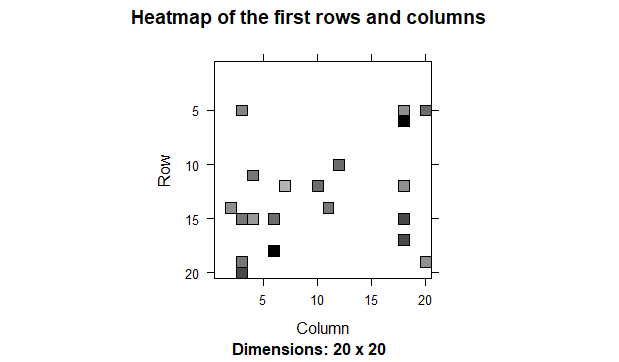 Heatmap of the first rows and columns
5
10
15
20
Row
5 10 15 20
Column
Dimensions: 20 x 20